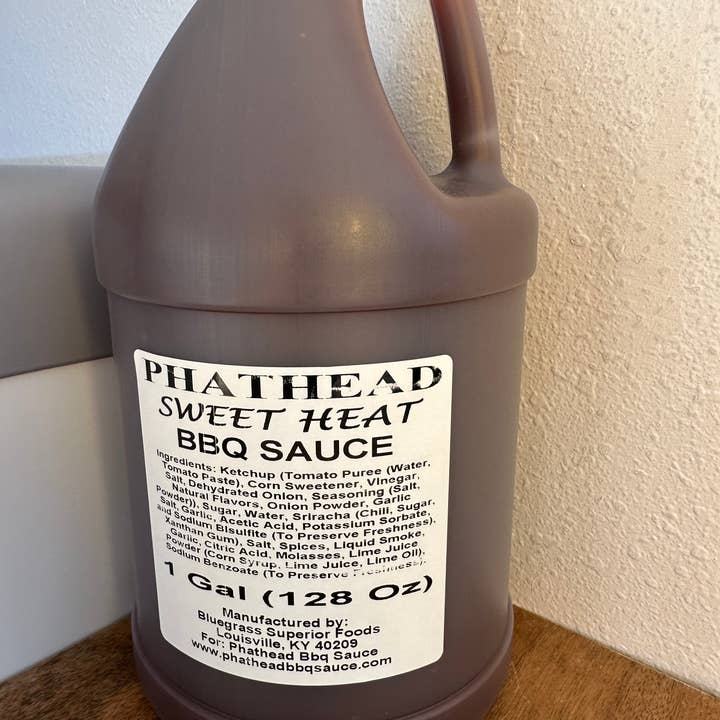 PHATHEAD
SWEET HEAT
BBQ SAUCE
Ingredients: Ketchup (Tomato Puree (Water,
Tomato Paste), Corn Sweetener, Vinegar,
Salt, Dehydrated Onion, Seasoning (Salt,
Natural Flavors, Onion Powder, Garlic
Powder)), Sugar, Water, Sriracha (Chili, Sugar,
Salt, Garlic, Acetic Acid, Potassium Sorbate,
and Sodium Bisulfite (To Preserve Freshness),
Xanthan Gum), Salt, Spices, Liquid Smoke,
Garlic, Citric Acid, Molasses, Lime Juice
Powder (Corn Syrup, Lime Juice, Lime Oil),
Sodium Benzoate (To Preserve Freshness).
1 Gal (128 Oz)
Manufactured by:
Bluegrass Superior Foods
Louisville, KY 40209
For: Phathead Bbq Sauce
www.phatheadbbqsauce.com